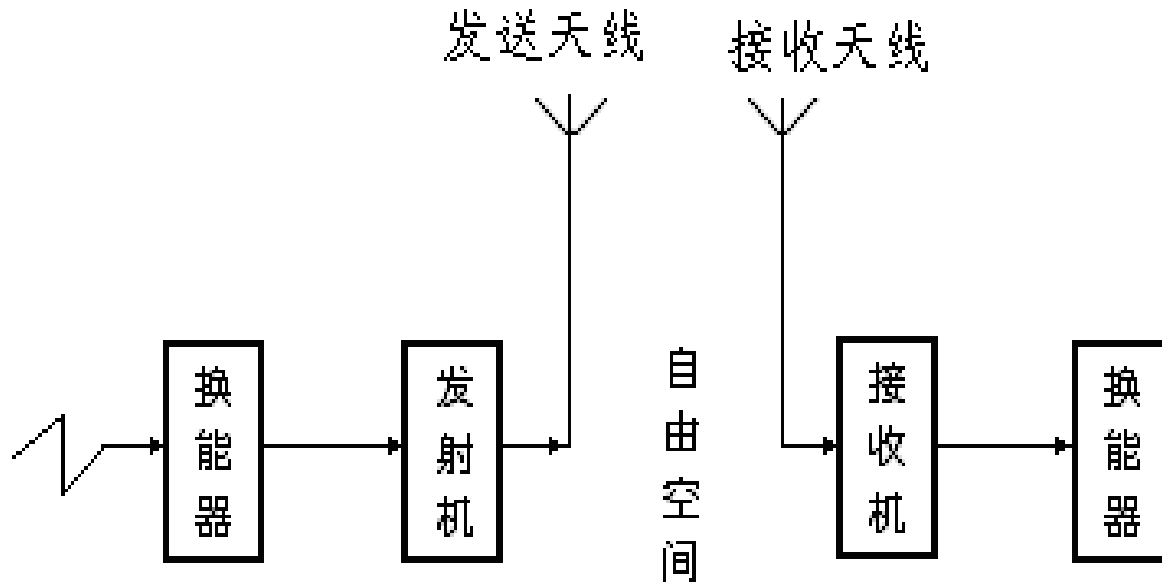 发送天线
接收天线
换能器
发射机
自由空间
接收机
换能器